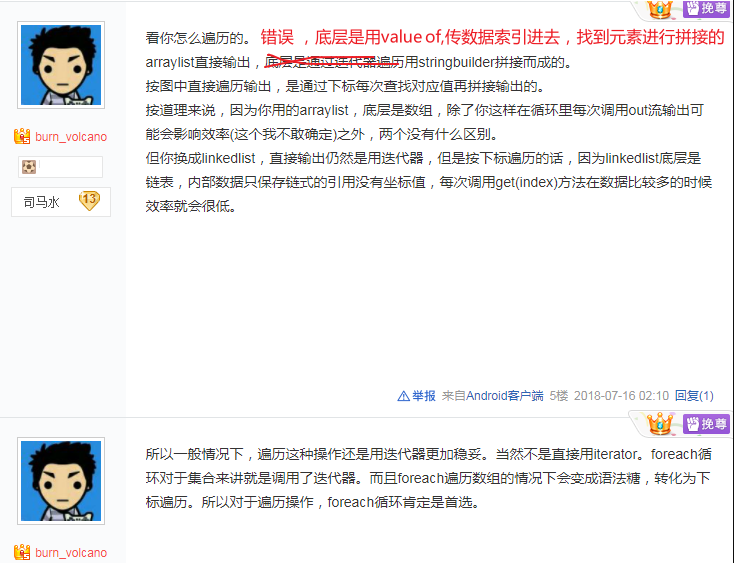 挽尊
看你怎么遍历的。 错误 ，底层是用value of,传数据索引进去，找到元素进行拼接的
arraylist直接输出，底层是通过迭代器遍历用stringbuilder拼接而成的。
按图中直接遍历输出，是通过下标每次查找对应值再拼接输出的。
按道理来说，因为你用的arraylist，底层是数组，除了你这样在循环里每次调用out流输出可
能会影响效率(这个我不敢确定)之外，两个没有什么区别。
但你换成linkedlist，直接输出仍然是用迭代器，但是按下标遍历的话，因为linkedlist底层是
链表，内部数据只保存链式的引用没有坐标值，每次调用get(index)方法在数据比较多的时候
效率就会很低。
burn_volcano
司马水 13
举报 来自Android客户端 5楼 2018-07-16 02:10 回复(1)
挽尊
所以一般情况下，遍历这种操作还是用迭代器更加稳妥。当然不是直接用iterator。foreach循
环对于集合来讲就是调用了迭代器。而且foreach遍历数组的情况下会变成语法糖，转化为下
标遍历。所以对于遍历操作，foreach循环肯定是首选。
burn_volcano